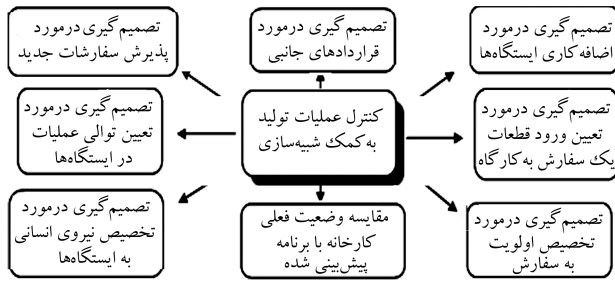 تصمیم‌گیری درمورد
پذیرش سفارشات جدید
تصمیم‌گیری درمورد
قراردادهای جانبی
تصمیم‌گیری درمورد
اضافه‌کاری ایستگاه‌ها
تصمیم‌گیری درمورد
تعیین توالی عملیات
در ایستگاه‌ها
کنترل عملیات تولید
به‌کمک شبیه‌سازی
تصمیم‌گیری درمورد
تعیین ورود قطعات
یک سفارش به‌کارگاه
تصمیم‌گیری درمورد
تخصیص نیروی انسانی
به ایستگاه‌ها
مقایسه وضعیت فعلی
کارخانه با برنامه
پیش‌بینی شده
تصمیم‌گیری درمورد
تخصیص اولویت
به سفارش